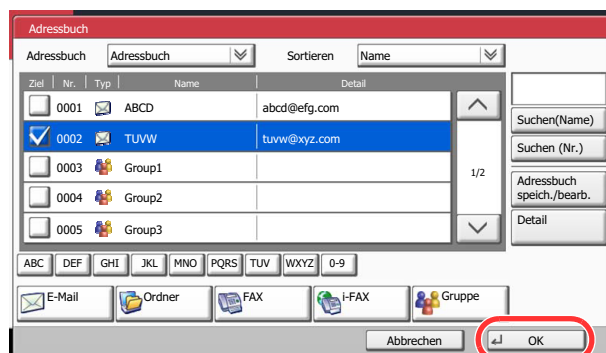 Adressbuch
Adressbuch Adressbuch Sortieren Name
Ziel Nr. Typ Name Detail
0001 ABCD abcd@efg.com
0002 TUVW tuvw@xyz.com
0003 Group1
0004 Group2
0005 Group3
1/2
Suchen(Name)
Suchen (Nr.)
Adressbuch
speich./bearb.
Detail
ABC DEF GHI JKL MNO PQRS TUV WXYZ 0-9
E-Mail Ordner FAX i-FAX Gruppe
Abbrechen OK